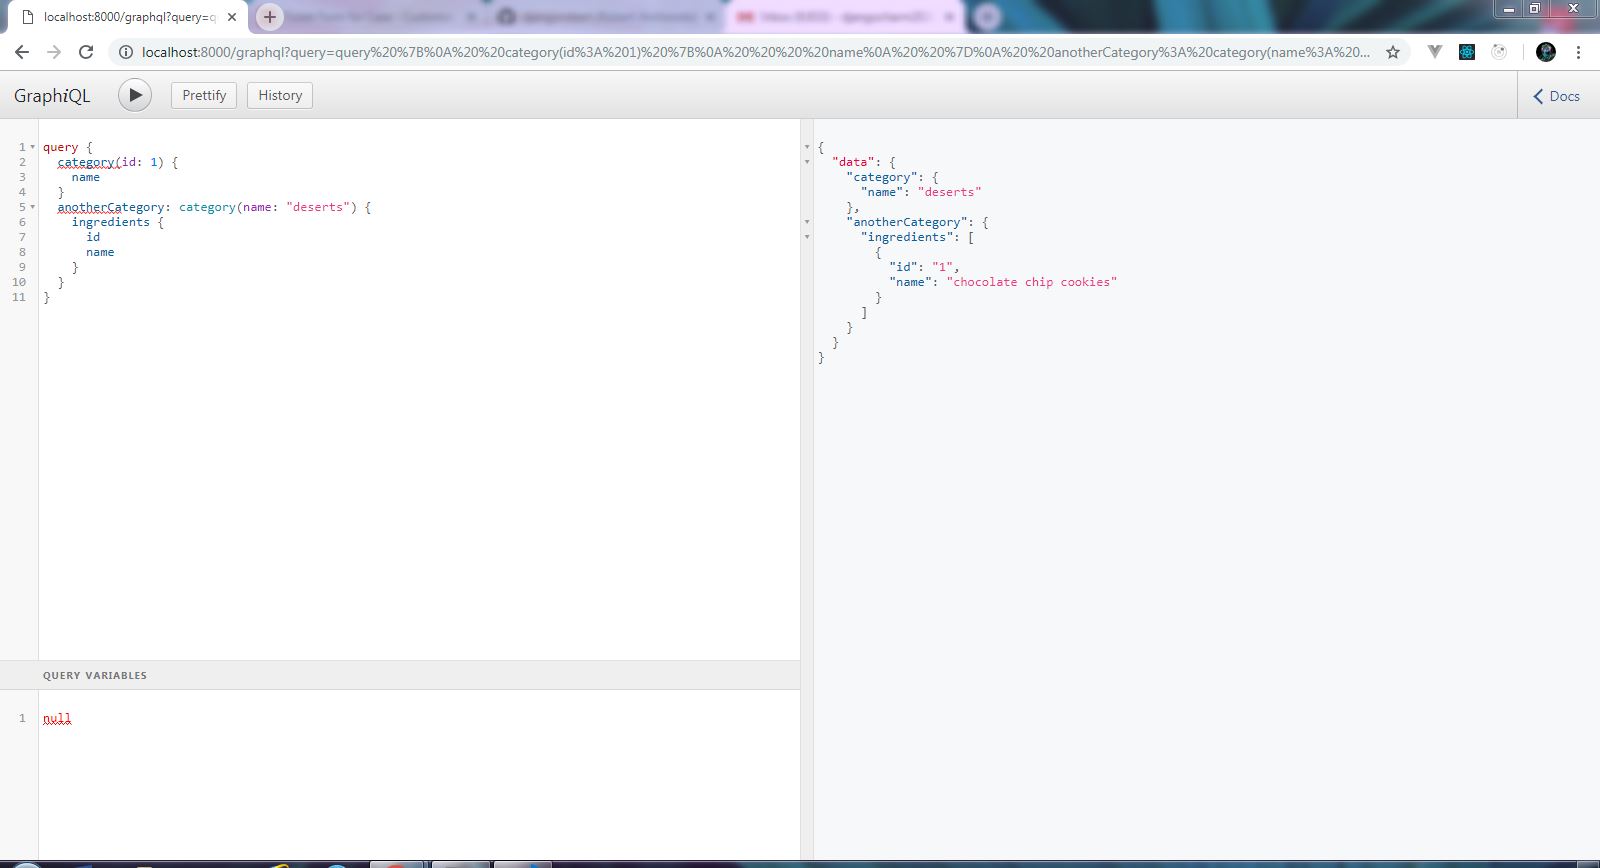 localhost:8000/graphql?query=q
localhost:8000/graphql?query=query%20%7B%0A%20%20category(id%3A%201)%20%7B%0A%20%20%20%20name%0A%20%20%7D%0A%20%20anotherCategory%3A%20category(name%3A%20...
GraphiQL
Prettify
History
Docs
1 query {
2 category(id: 1) {
3 name
4 }
5 anotherCategory: category(name: "deserts") {
6 ingredients {
7 id
8 name
9 }
10 }
11 }
{
"data": {
"category": {
"name": "deserts"
},
"anotherCategory": {
"ingredients": [
{
"id": "1",
"name": "chocolate chip cookies"
}
]
}
}
}
QUERY VARIABLES
1 null